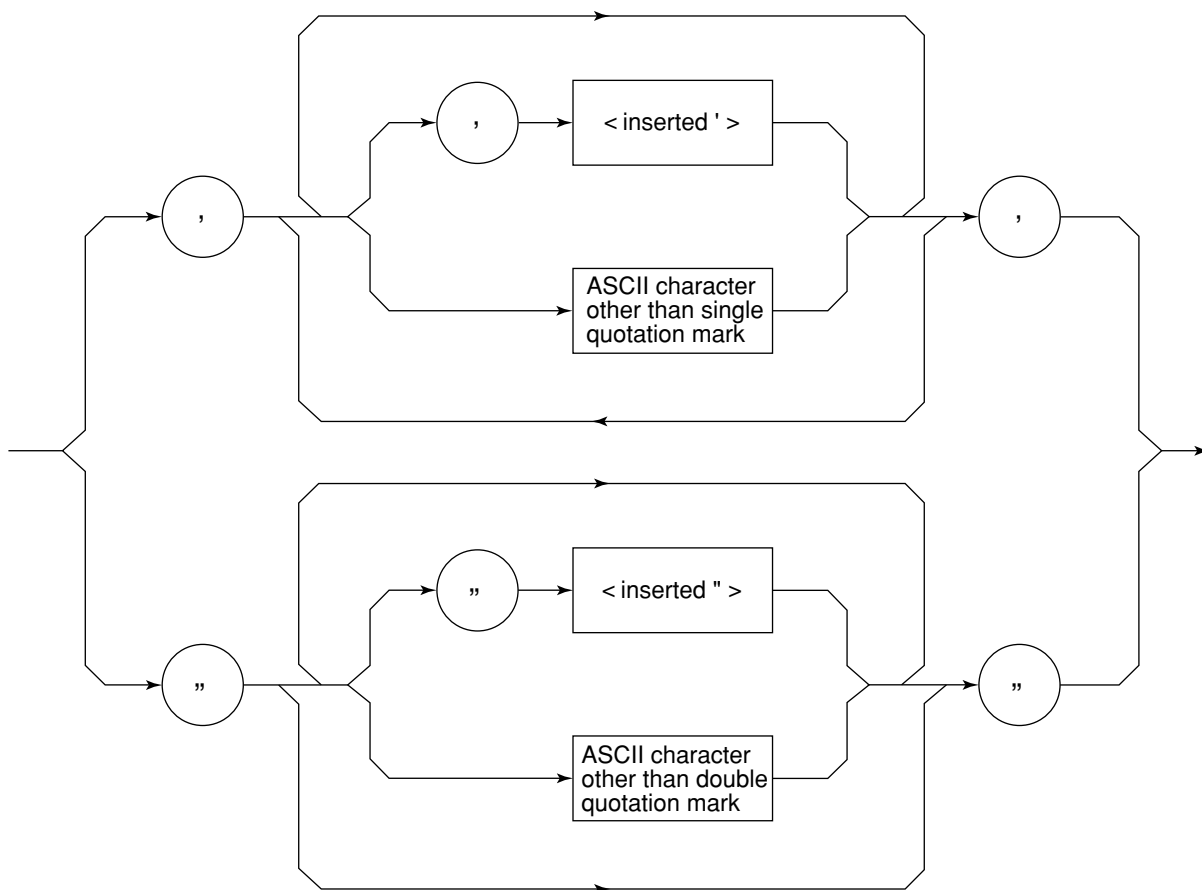 ’
< inserted ' >
’
’
ASCII character
other than single
quotation mark
”
< inserted " >
”
”
ASCII character
other than double
quotation mark